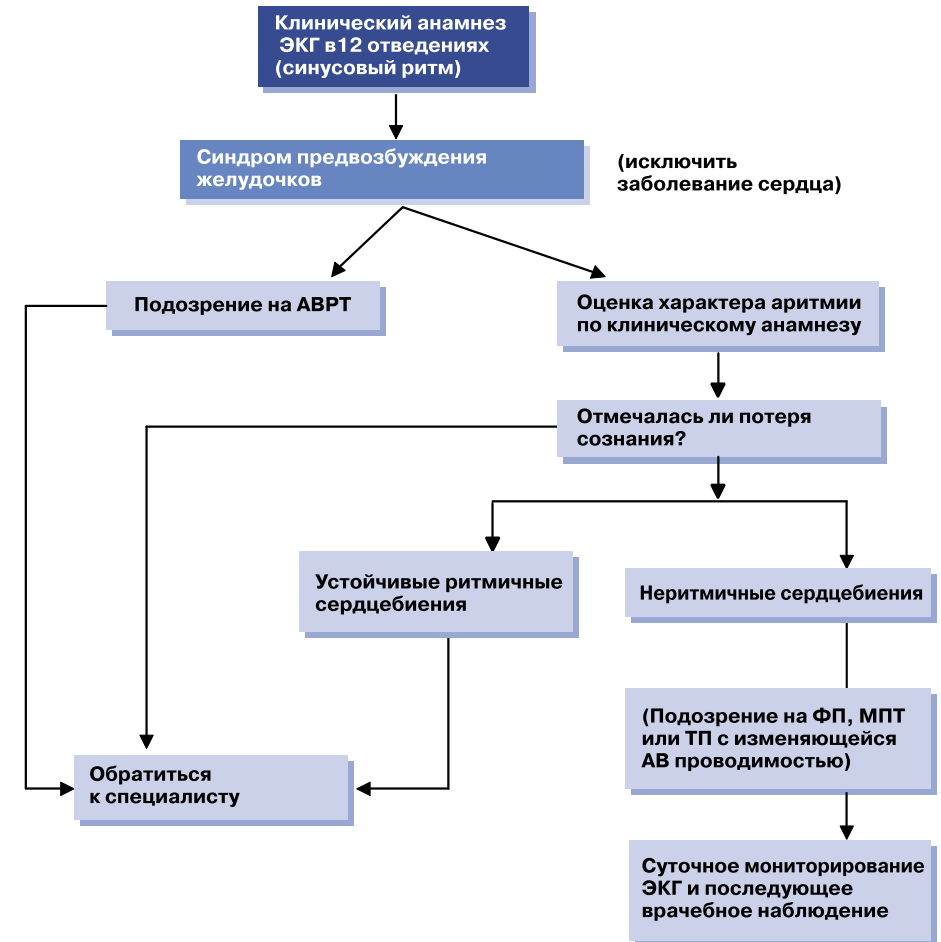 Клинический анамнез
ЭКГ в12 отведениях
(синусовый ритм)
Синдром предвозбуждения
желудочков
(исключить
заболевание сердца)
Подозрение на АВРТ
Оценка характера аритмии
по клиническому анамнезу
Отмечалась ли потеря
сознания?
Устойчивые ритмичные
сердцебиения
Неритмичные сердцебиения
(Подозрение на ФП, МПТ
или ТП с изменяющейся
АВ проводимостью)
Обратиться
к специалисту
Суточное мониторирование
ЭКГ и последующее
врачебное наблюдение